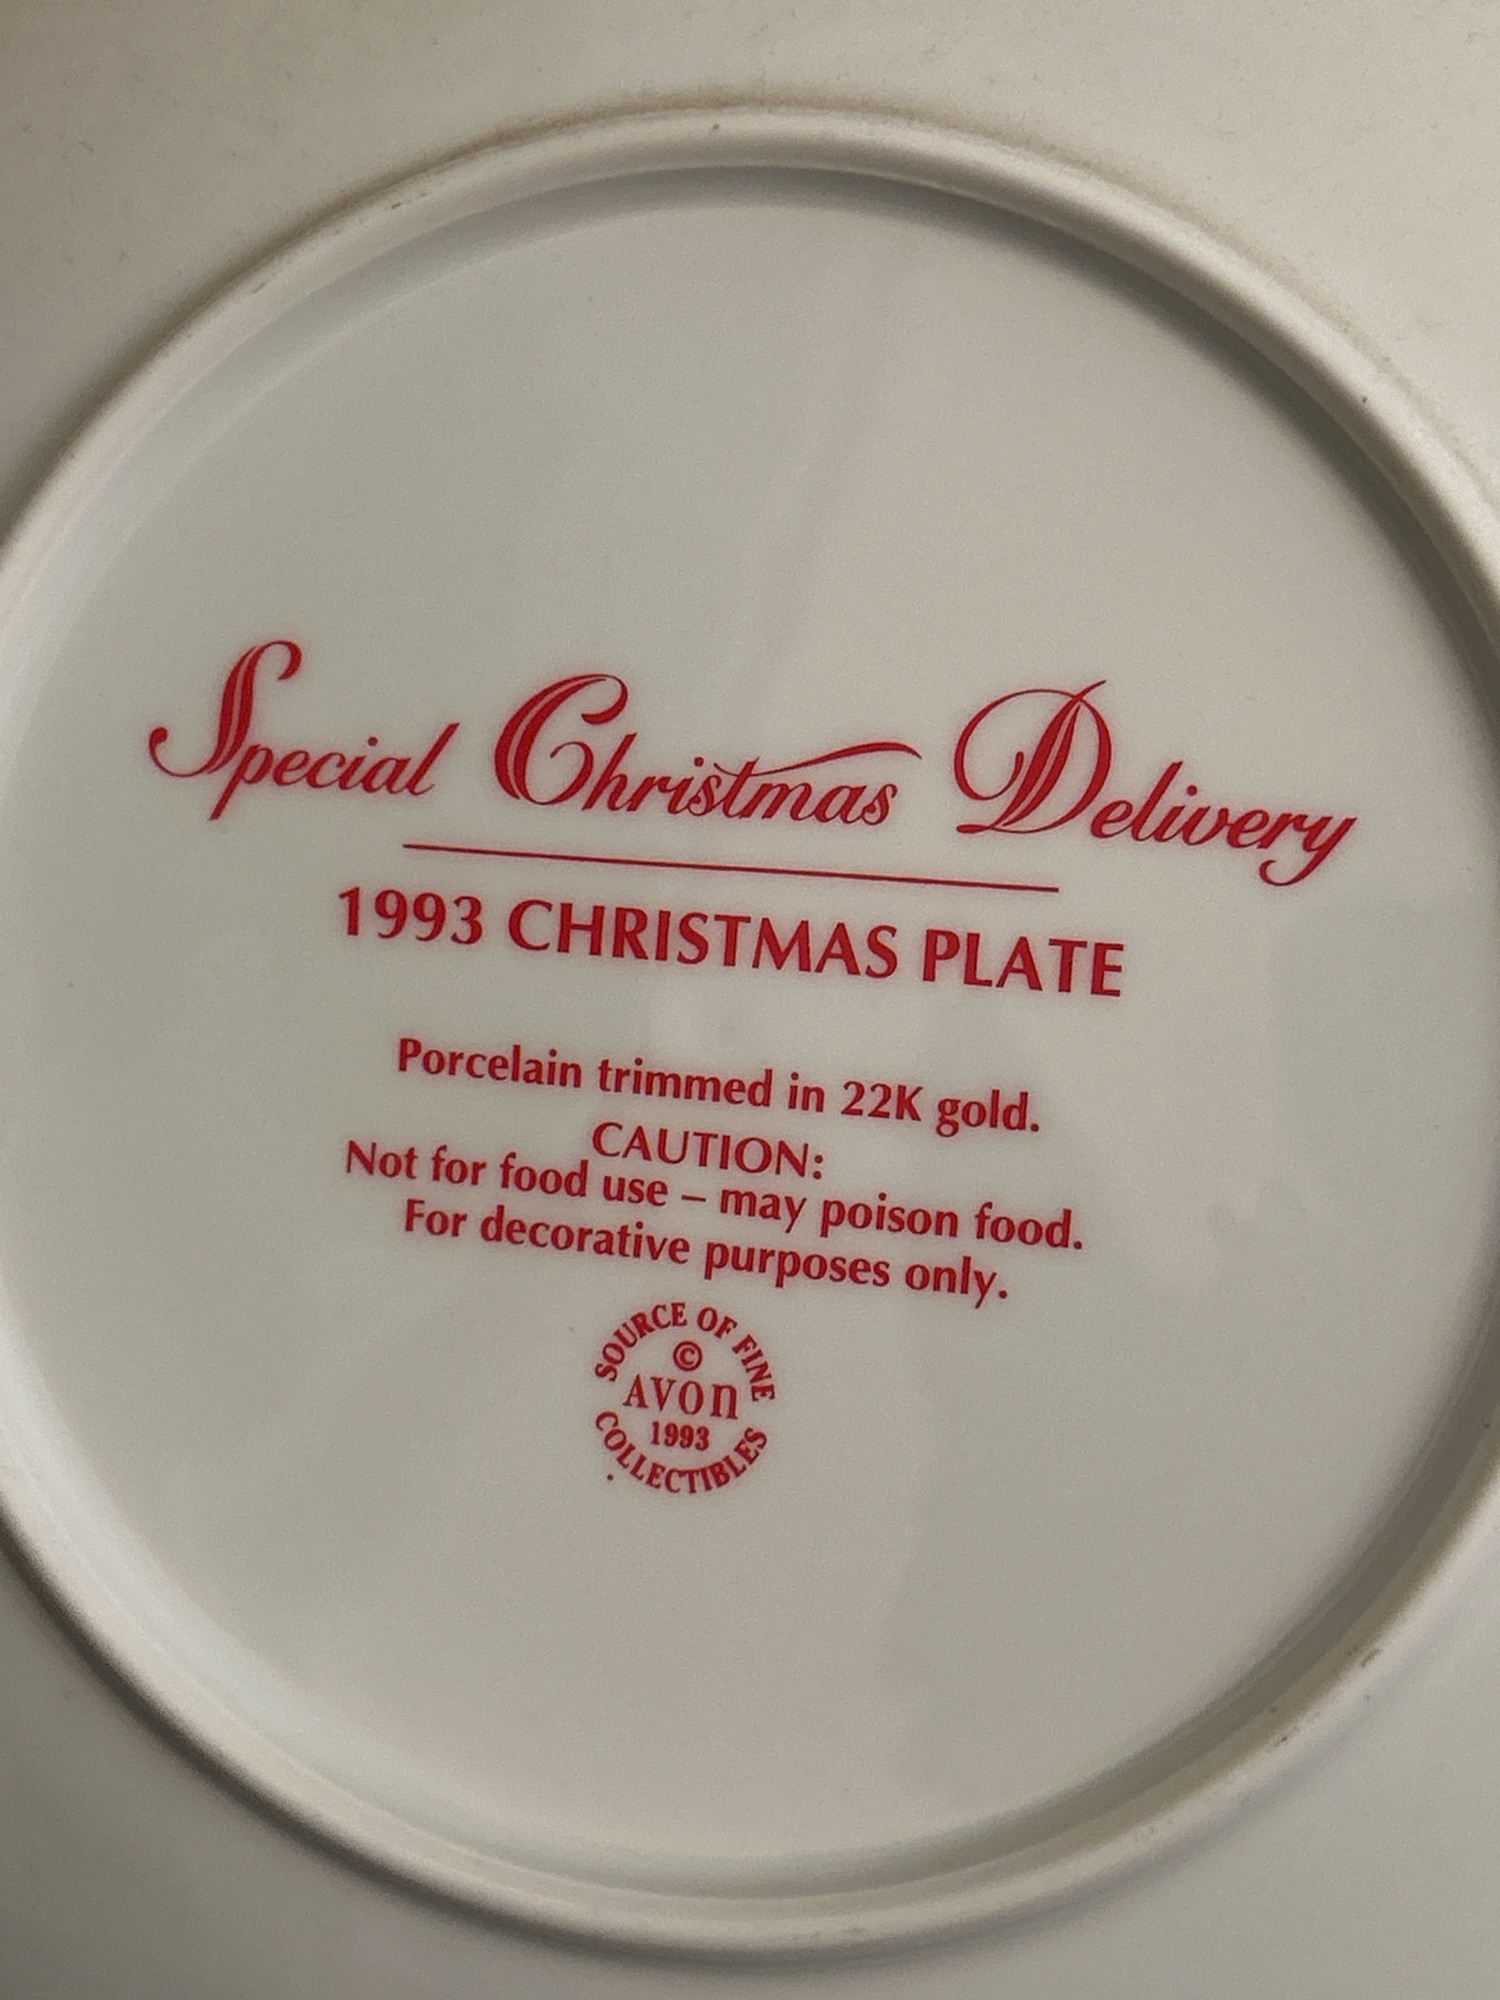 Special Christmas Delivery
1993 CHRISTMAS PLATE
Porcelain trimmed in 22K gold.
CAUTION:
Not for food use – may poison food.
For decorative purposes only.
SOURCE OF FINE
©
AVON
1993
COLLECTIBLES